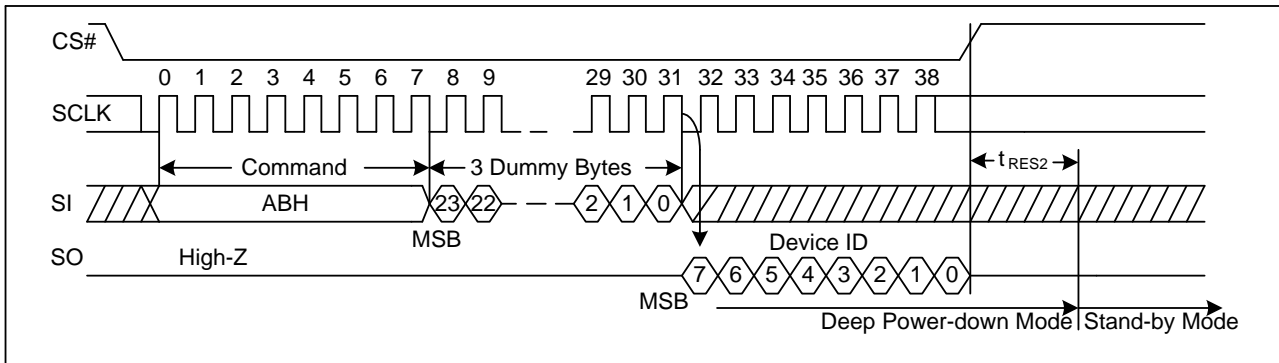 CS#
0 1 2 3 4 5 6 7 8 9 29 30 31 32 33 34 35 36 37 38
SCLK
Command 3 Dummy Bytes tRES2
SI ABH 23 22 2 1 0
MSB
SO High-Z Device ID
7 6 5 4 3 2 1 0
MSB
Deep Power-down Mode Stand-by Mode